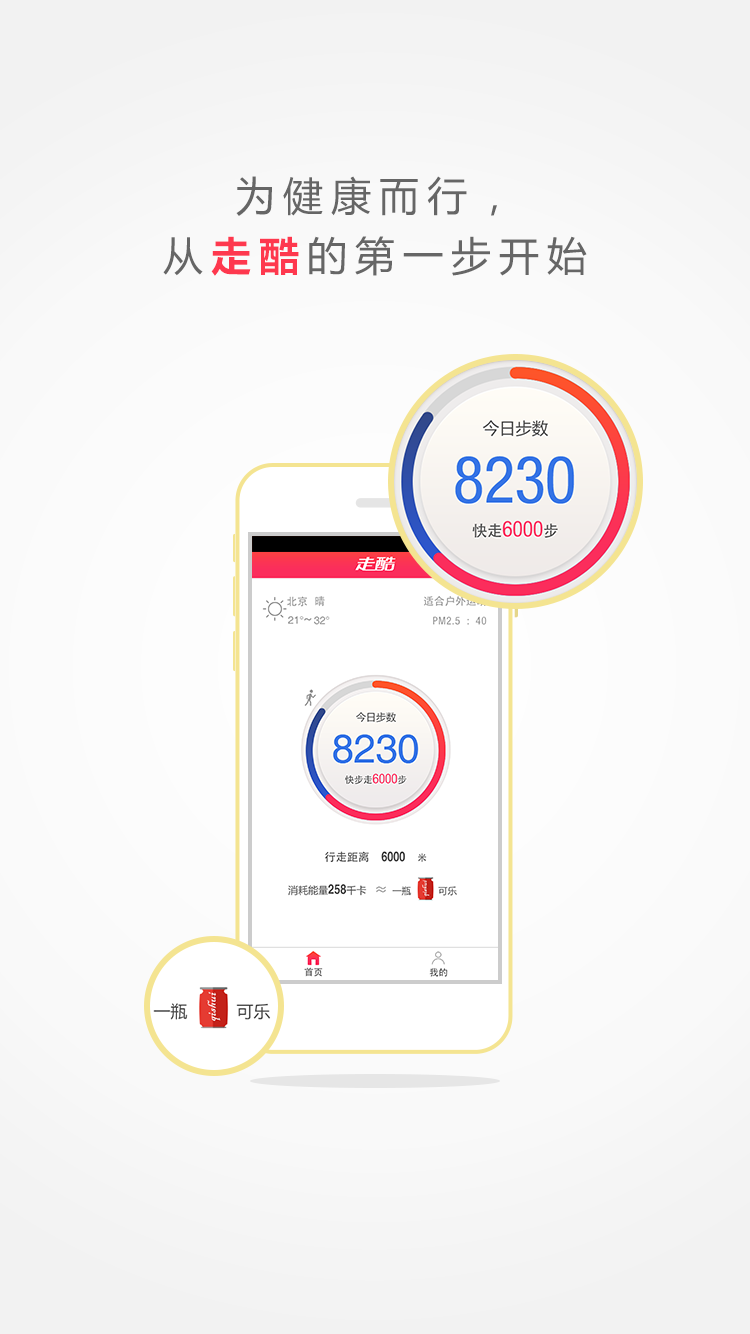 为健康而行，
从走酷的第一步开始
今日步数
8230
快走6000步
走酷
北京 晴
21°~32°
适合户外运动
PM2.5 : 40
今日步数
8230
快步走6000步
行走距离 6000 米
消耗能量258千卡 ≈ 一瓶 qishui 可乐
首页 我的
一瓶 qishui 可乐